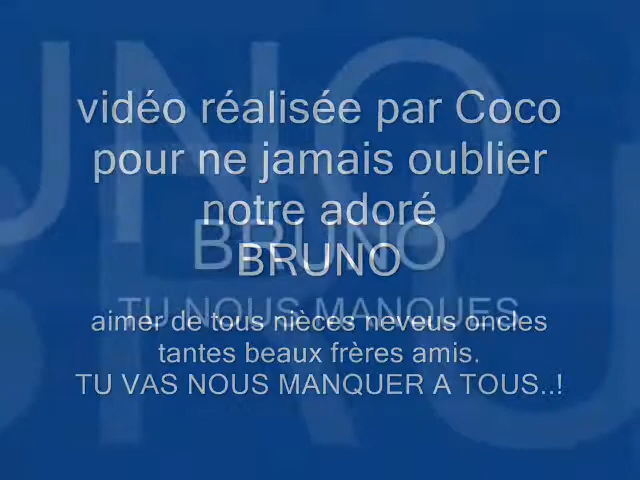 vidéo réalisée par Coco
pour ne jamais oublier
notre adoré
BRUNO
BRUNO
TU NOUS MANQUES
aimer de tous nièces neveus oncles
tantes beaux frères amis.
TU VAS NOUS MANQUER A TOUS..!